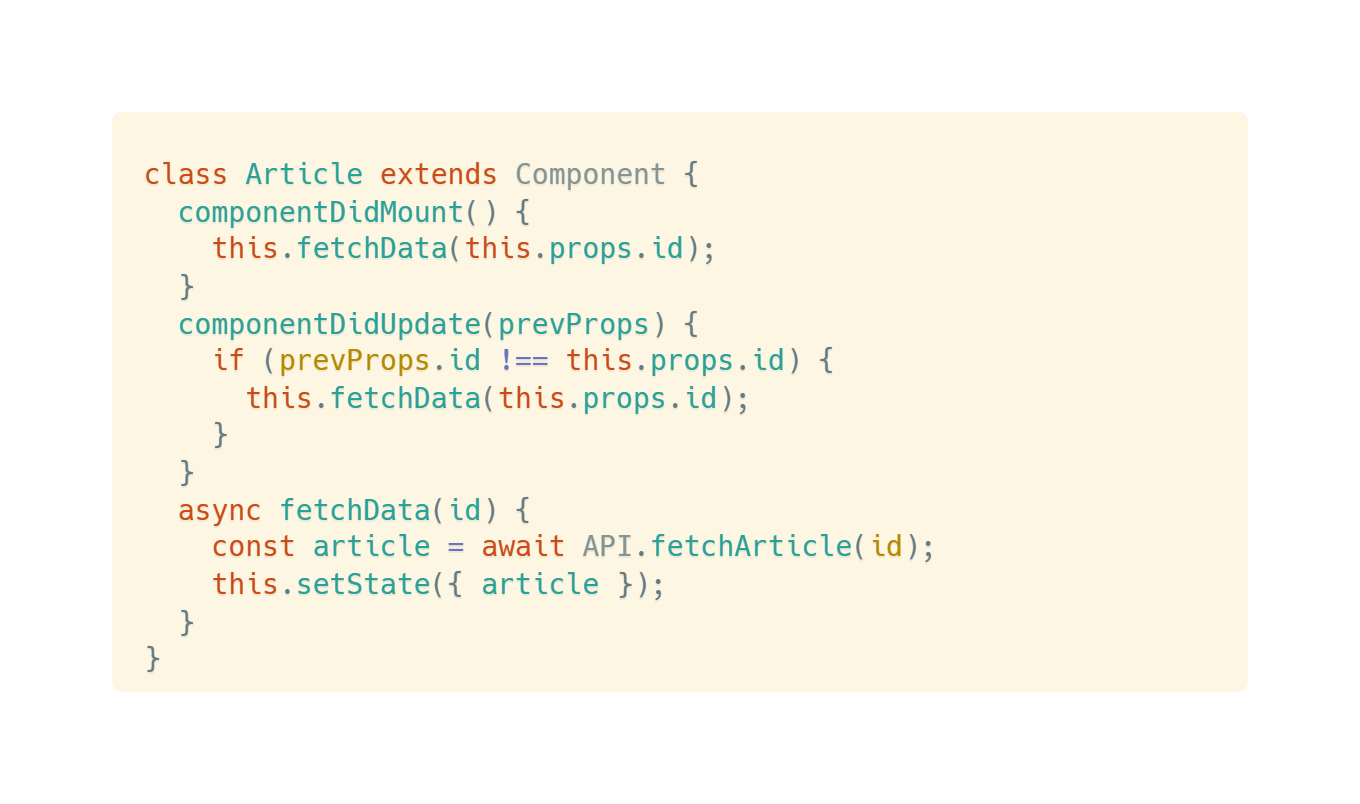 class Article extends Component {
  componentDidMount() {
    this.fetchData(this.props.id);
  }
  componentDidUpdate(prevProps) {
    if (prevProps.id !== this.props.id) {
      this.fetchData(this.props.id);
    }
  }
  async fetchData(id) {
    const article = await API.fetchArticle(id);
    this.setState({ article });
  }
}